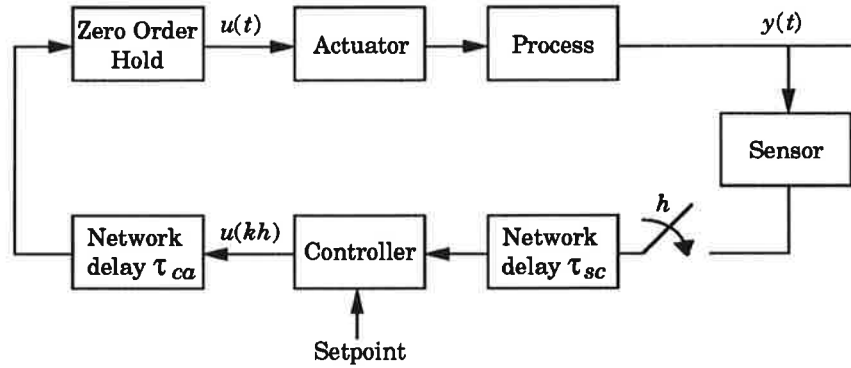 Zero Order
Hold
u(t)
Actuator
Process
y(t)
Sensor
h
Network
delay τca
u(kh)
Controller
Network
delay τsc
Setpoint